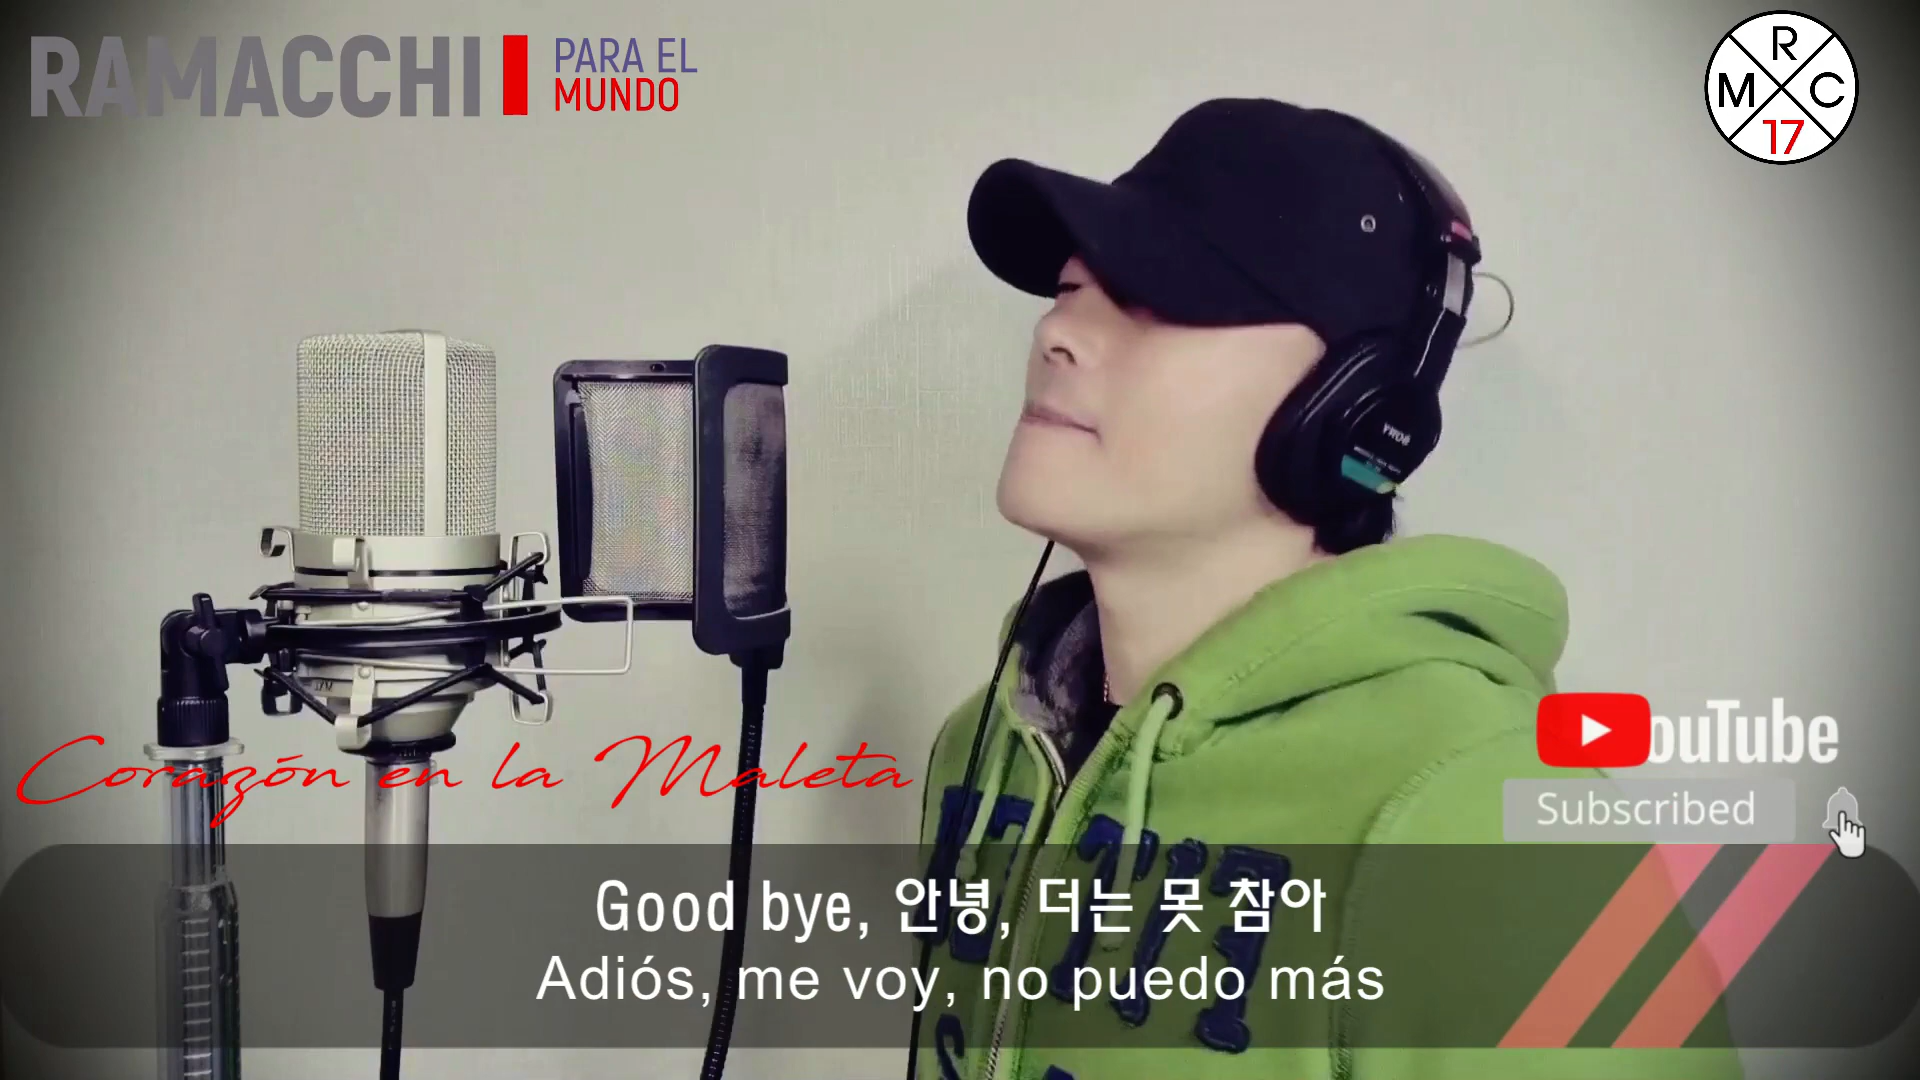 RAMACCHI
PARA EL
MUNDO
R
M C
17
Corazón en la Maleta
YouTube
Subscribed
Good bye, 안녕, 더는 못 참아
Adiós, me voy, no puedo más